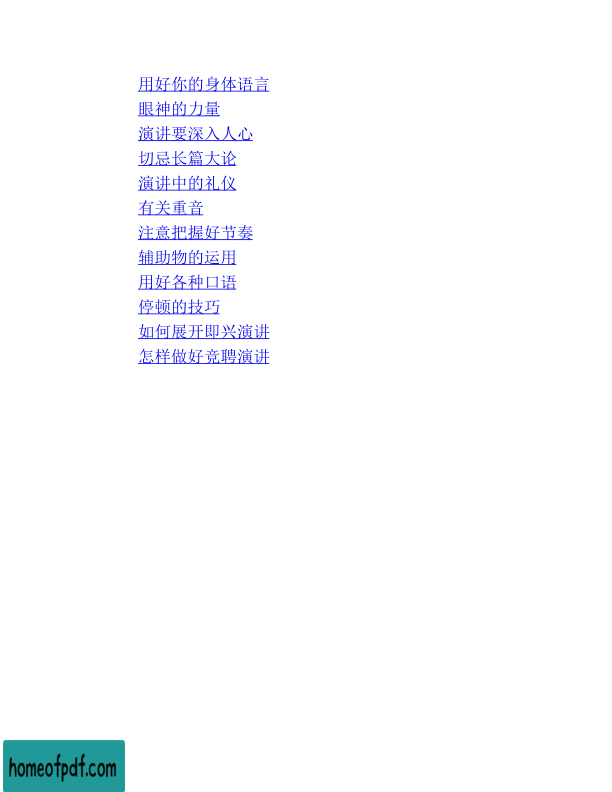 用好你的身体语言
眼神的力量
演讲要深入人心
切忌长篇大论
演讲中的礼仪
有关重音
注意把握好节奏
辅助物的运用
用好各种口语
停顿的技巧
如何展开即兴演讲
怎样做好竞聘演讲
homeofpdf.com